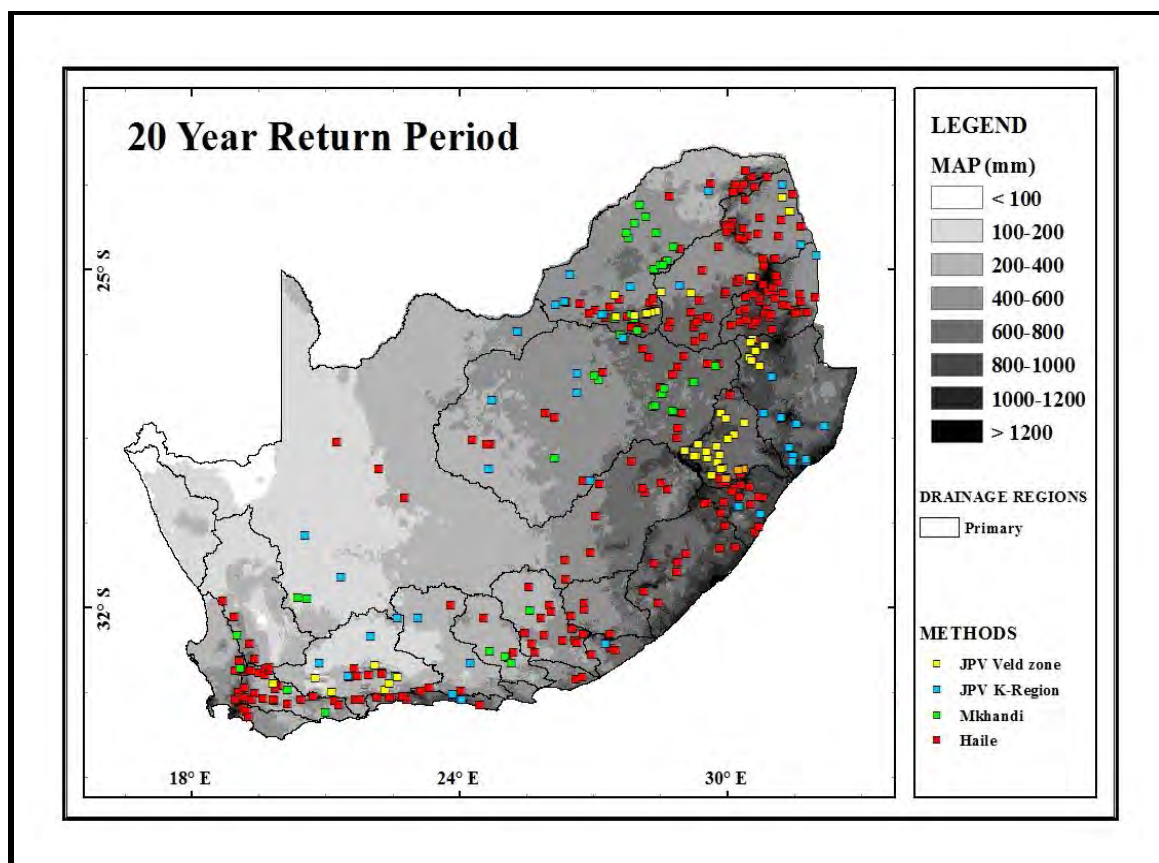 20 Year Return Period
25° S
32° S
18° E
24° E
30° E
LEGEND
MAP (mm)
< 100
100-200
200-400
400-600
600-800
800-1000
1000-1200
> 1200
DRAINAGE REGIONS
Primary
METHODS
JPV Veld zone
JPV K-Region
Mkhandi
Haile